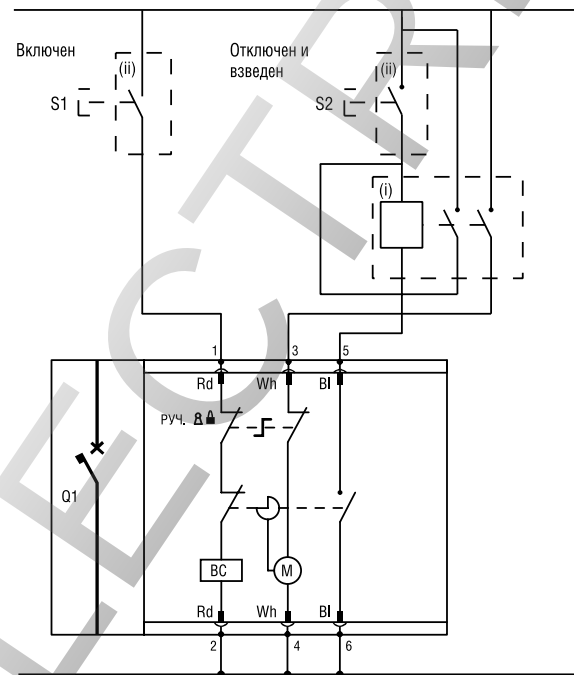 Включен
Отключен и
взведен
(ii)
(ii)
S1
S2
(i)
1
3
5
Rd
Wh
Bl
РУЧ.
Q1
BC
M
Rd
Wh
Bl
2
4
6